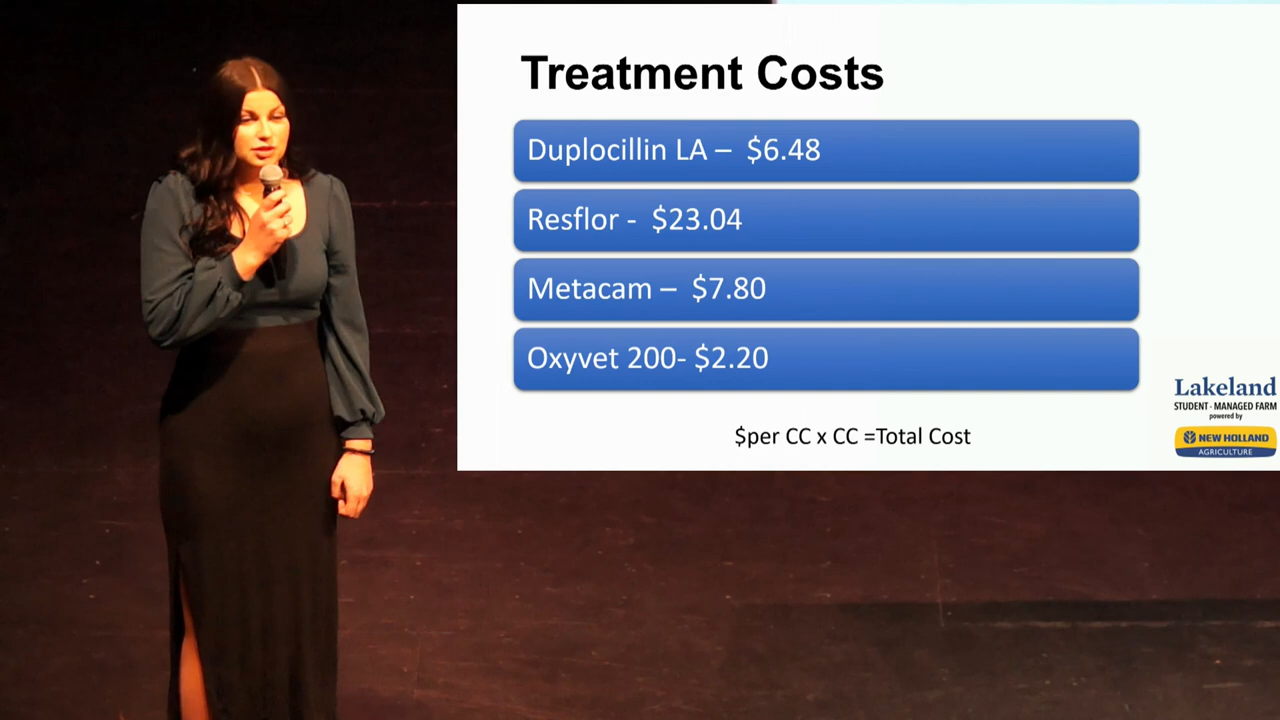 Treatment Costs
Duplocillin LA – $6.48
Resflor - $23.04
Metacam – $7.80
Oxyvet 200- $2.20
$per CC x CC =Total Cost
Lakeland
STUDENT - MANAGED FARM
powered by
NEW HOLLAND
AGRICULTURE